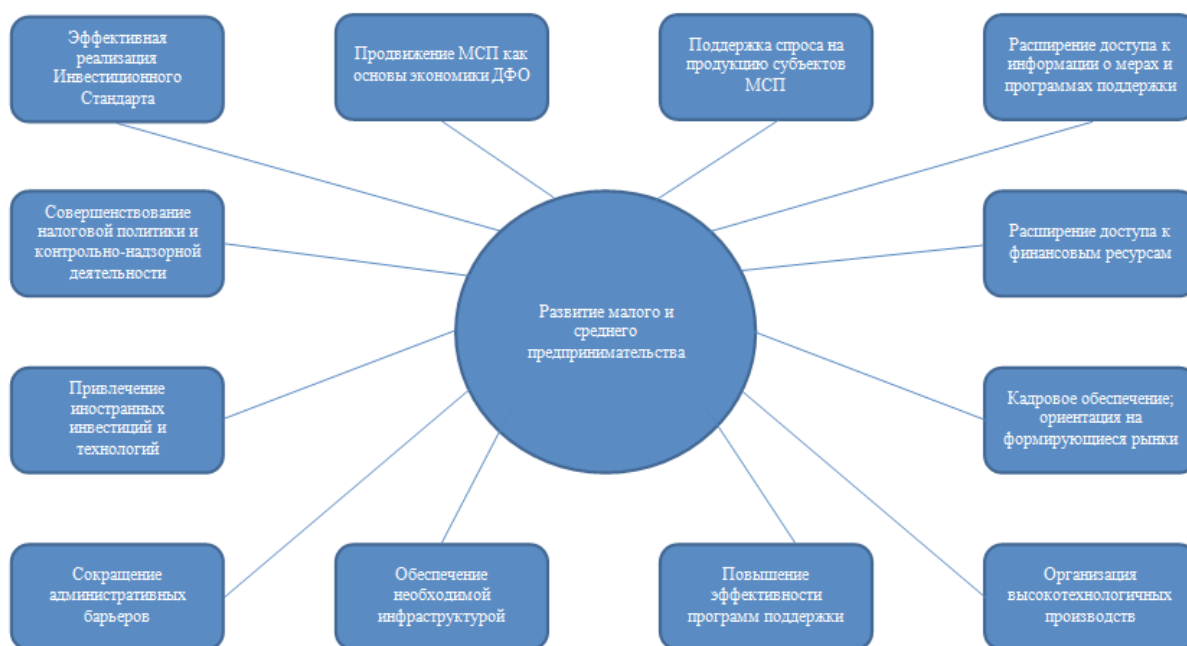 Эффективная
реализация
Инвестиционного
Стандарта
Продвижение МСП как
основы экономики ДФО
Поддержка спроса на
продукцию субъектов
МСП
Расширение доступа к
информации о мерах и
программах поддержки
Совершенствование
налоговой политики и
контрольно-надзорной
деятельности
Расширение доступа к
финансовым ресурсам
Развитие малого и
среднего
предпринимательства
Привлечение
иностранных
инвестиций и
технологий
Кадровое обеспечение;
ориентация на
формирующиеся рынки
Сокращение
административных
барьеров
Обеспечение
необходимой
инфраструктурой
Повышение
эффективности
программ поддержки
Организация
высокотехнологичных
производств